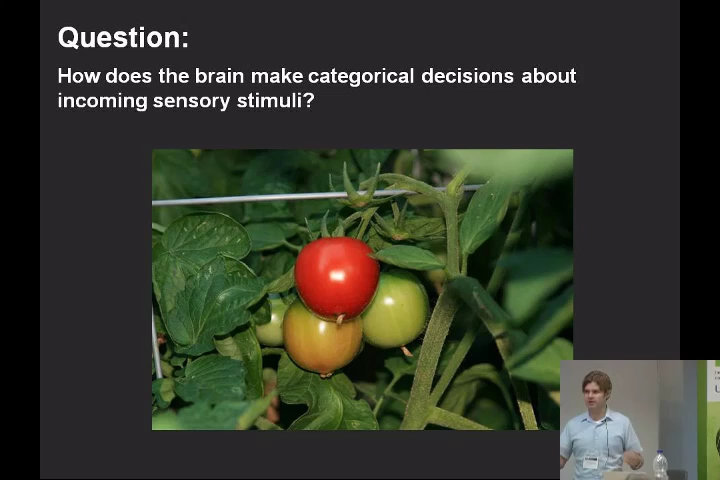 Question:
How does the brain make categorical decisions about
incoming sensory stimuli?